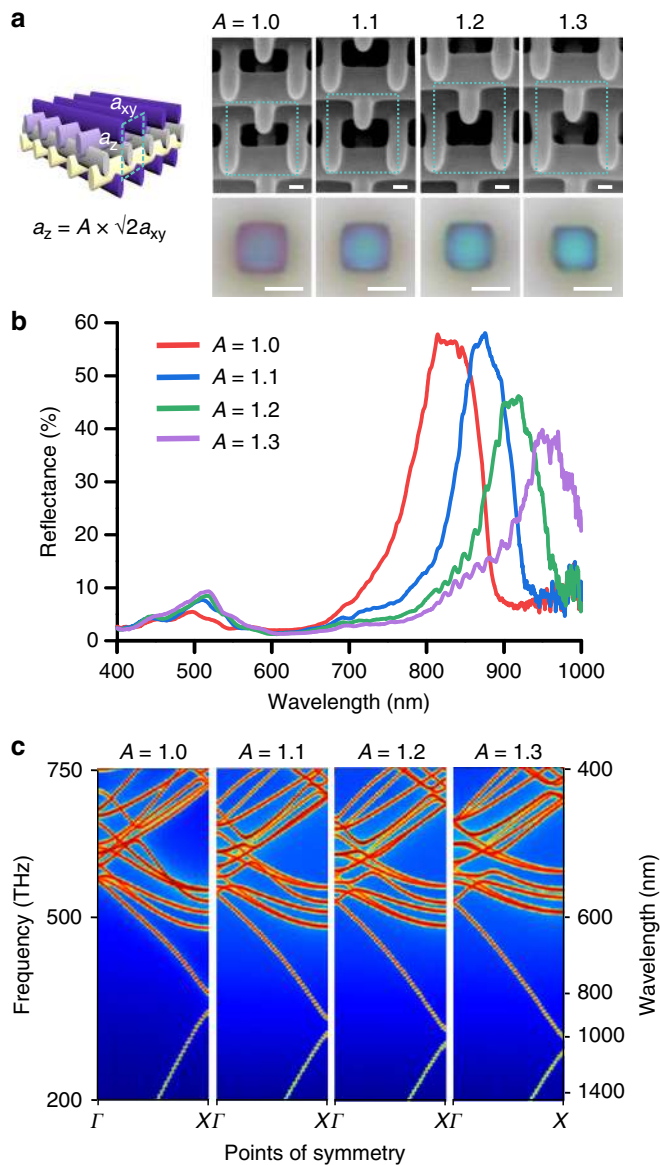 a
A = 1.0 1.1 1.2 1.3
a_xy
a_z
a_z = A × √2a_xy
b
60
50
40
30
20
10
0
Reflectance (%)
A = 1.0
A = 1.1
A = 1.2
A = 1.3
400 500 600 700 800 900 1000
Wavelength (nm)
c
A = 1.0 A = 1.1 A = 1.2 A = 1.3
750
500
200
Frequency (THz)
400
600
800
1000
1400
Wavelength (nm)
Γ XΓ XΓ XΓ X
Points of symmetry